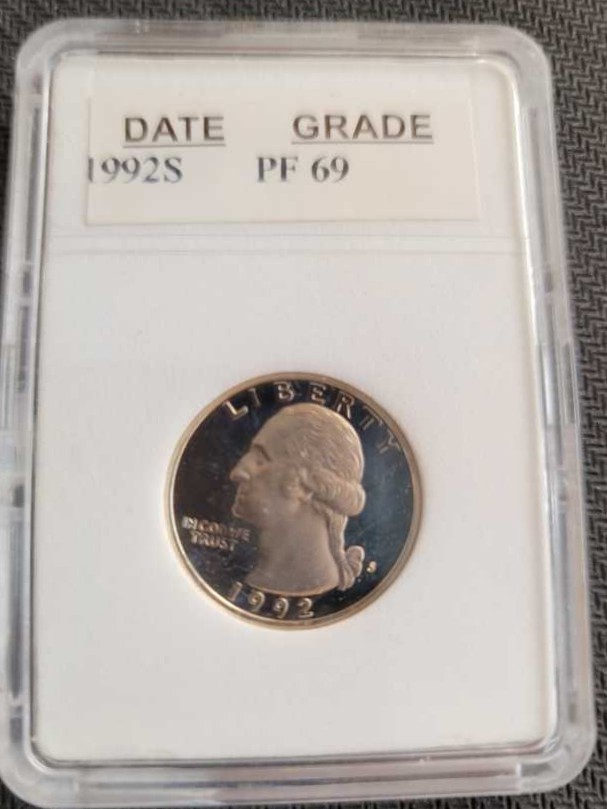 DATE GRADE
1992S PF 69
LIBERTY
IN GOD WE
TRUST
S
1992